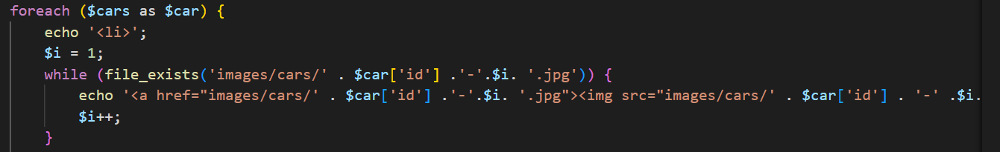 foreach ($cars as $car) {
    echo '<li>';
    $i = 1;
    while (file_exists('images/cars/' . $car['id'] .'-'.$i. '.jpg')) {
        echo '<a href="images/cars/' . $car['id'] .'-'.$i. '.jpg"><img src="images/cars/' . $car['id'] . '-' .$i.
        $i++;
    }